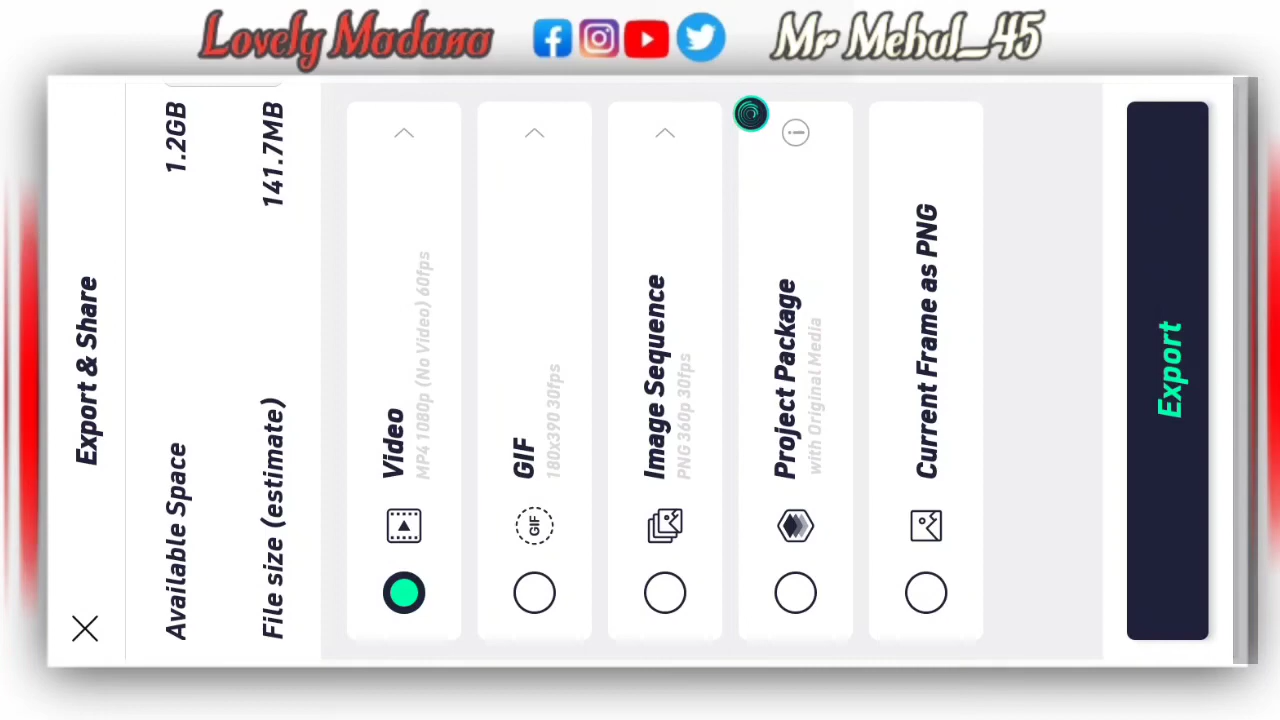 Lovely Madana
Mr Mehul_45
Export & Share
Available Space 1.2GB
File size (estimate) 141.7MB
Video
MP4 1080p (No Video) 60fps
GIF
GIF
180x390 30fps
Image Sequence
PNG 360p 30fps
Project Package
with Original Media
Current Frame as PNG
Export